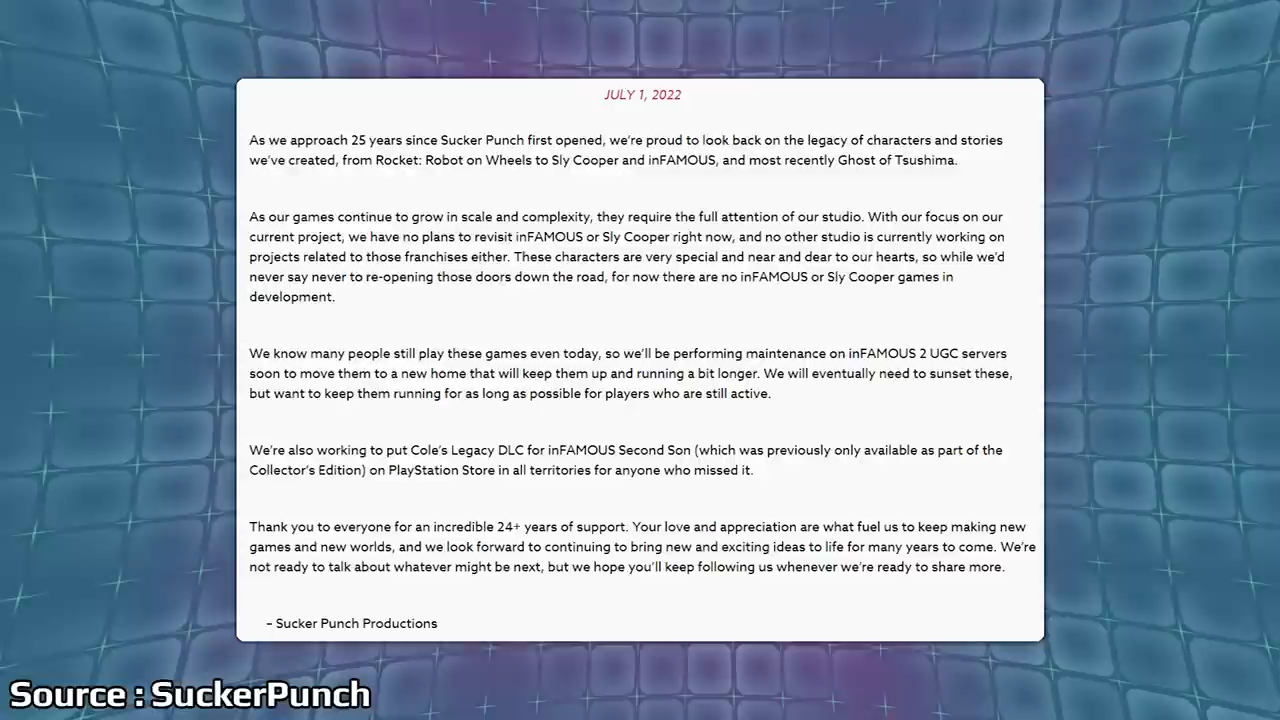 JULY 1, 2022
As we approach 25 years since Sucker Punch first opened, we're proud to look back on the legacy of characters and stories
we've created, from Rocket: Robot on Wheels to Sly Cooper and inFAMOUS, and most recently Ghost of Tsushima.
As our games continue to grow in scale and complexity, they require the full attention of our studio. With our focus on our
current project, we have no plans to revisit inFAMOUS or Sly Cooper right now, and no other studio is currently working on
projects related to those franchises either. These characters are very special and near and dear to our hearts, so while we'd
never say never to re-opening those doors down the road, for now there are no inFAMOUS or Sly Cooper games in
development.
We know many people still play these games even today, so we'll be performing maintenance on inFAMOUS 2 UGC servers
soon to move them to a new home that will keep them up and running a bit longer. We will eventually need to sunset these,
but want to keep them running for as long as possible for players who are still active.
We're also working to put Cole's Legacy DLC for inFAMOUS Second Son (which was previously only available as part of the
Collector's Edition) on PlayStation Store in all territories for anyone who missed it.
Thank you to everyone for an incredible 24+ years of support. Your love and appreciation are what fuel us to keep making new
games and new worlds, and we look forward to continuing to bring new and exciting ideas to life for many years to come. We're
not ready to talk about whatever might be next, but we hope you'll keep following us whenever we're ready to share more.
– Sucker Punch Productions
Source : SuckerPunch